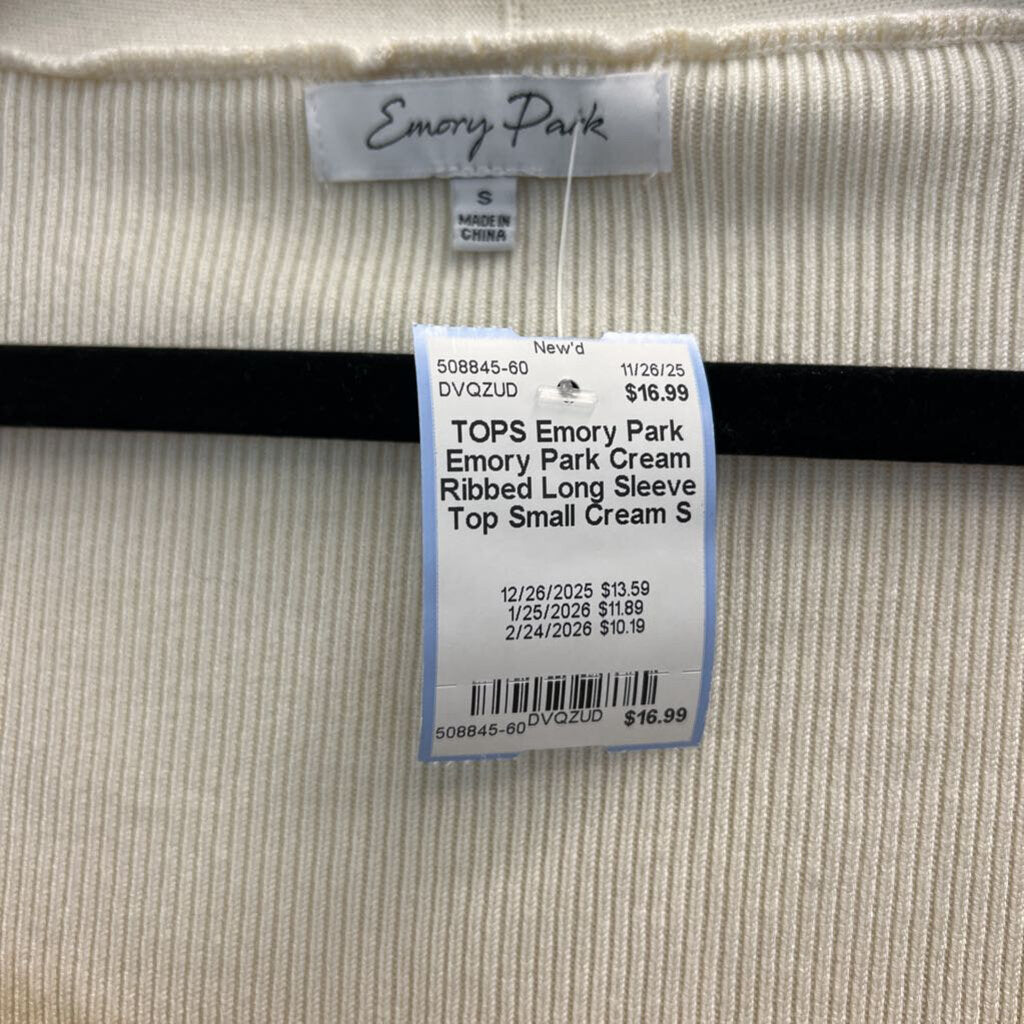 Emory Park
S
MADE IN
CHINA
New'd
508845-60 11/26/25
DVQZUD $16.99
TOPS Emory Park
Emory Park Cream
Ribbed Long Sleeve
Top Small Cream S
12/26/2025 $13.59
1/25/2026 $11.89
2/24/2026 $10.19
508845-60 DVQZUD $16.99